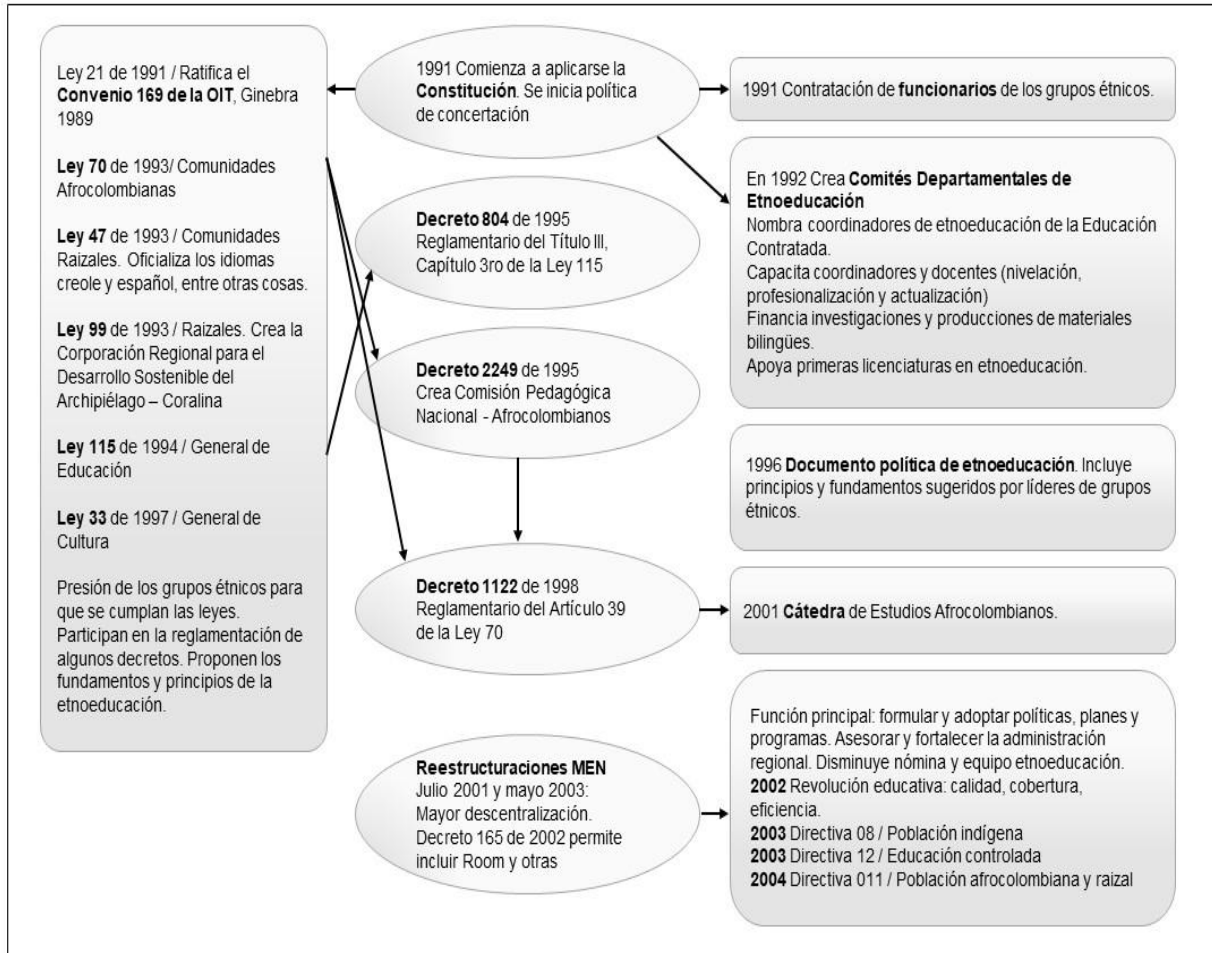 Ley 21 de 1991 / Ratifica el
Convenio 169 de la OIT, Ginebra
1989
Ley 70 de 1993/ Comunidades
Afrocolombianas
Ley 47 de 1993 / Comunidades
Raizales. Oficializa los idiomas
creole y español, entre otras cosas.
Ley 99 de 1993 / Raizales. Crea la
Corporación Regional para el
Desarrollo Sostenible del
Archipiélago – Coralina
Ley 115 de 1994 / General de
Educación
Ley 33 de 1997 / General de
Cultura
Presión de los grupos étnicos para
que se cumplan las leyes.
Participan en la reglamentación de
algunos decretos. Proponen los
fundamentos y principios de la
etnoeducación.
1991 Comienza a aplicarse la
Constitución. Se inicia política
de concertación
Decreto 804 de 1995
Reglamentario del Título III,
Capítulo 3ro de la Ley 115
Decreto 2249 de 1995
Crea Comisión Pedagógica
Nacional - Afrocolombianos
Decreto 1122 de 1998
Reglamentario del Artículo 39
de la Ley 70
Reestructuraciones MEN
Julio 2001 y mayo 2003:
Mayor descentralización.
Decreto 165 de 2002 permite
incluir Room y otras
1991 Contratación de funcionarios de los grupos étnicos.
En 1992 Crea Comités Departamentales de
Etnoeducación
Nombra coordinadores de etnoeducación de la Educación
Contratada.
Capacita coordinadores y docentes (nivelación,
profesionalización y actualización)
Financia investigaciones y producciones de materiales
bilingües.
Apoya primeras licenciaturas en etnoeducación.
1996 Documento política de etnoeducación. Incluye
principios y fundamentos sugeridos por líderes de grupos
étnicos.
2001 Cátedra de Estudios Afrocolombianos.
Función principal: formular y adoptar políticas, planes y
programas. Asesorar y fortalecer la administración
regional. Disminuye nómina y equipo etnoeducación.
2002 Revolución educativa: calidad, cobertura,
eficiencia.
2003 Directiva 08 / Población indígena
2003 Directiva 12 / Educación controlada
2004 Directiva 011 / Población afrocolombiana y raizal